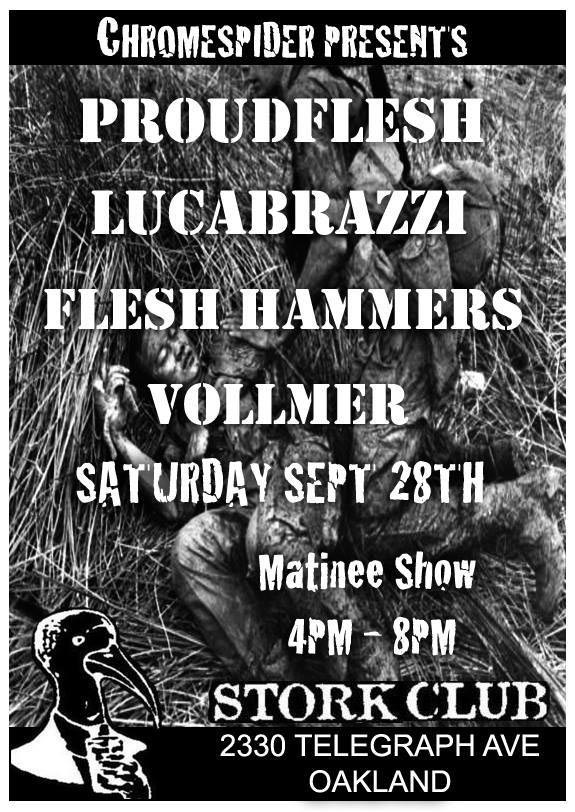 Chromespider present's
PROUDFLESH
LUCABRAZZI
FLESH HAMMERS
VOLLMER
SATURDAY SEPT 28TH
Matinee Show
4PM - 8PM
STORK CLUB
2330 TELEGRAPH AVE
OAKLAND